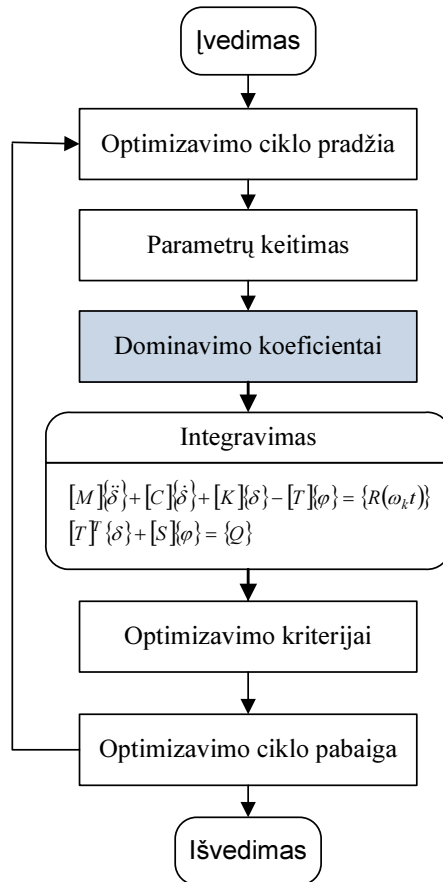 Įvedimas
Optimizavimo ciklo pradžia
Parametrų keitimas
Dominavimo koeficientai
Integravimas
[M]{δ̈}+[C]{δ̇}+[K]{δ}−[T]{φ}={R(ω_k t)}
[T]^T{δ}+[S]{φ}={Q}
Optimizavimo kriterijai
Optimizavimo ciklo pabaiga
Išvedimas